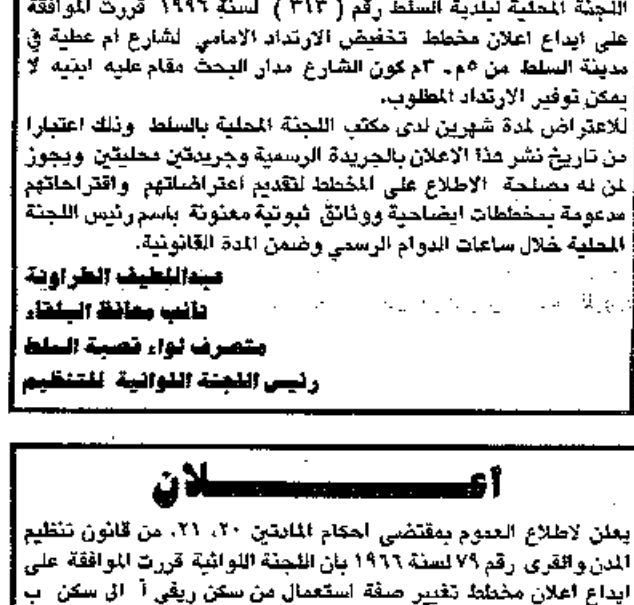 اللجنة المحلية لبلدية السلط رقم ( ٣١٣ ) لسنة ١٩٩٦ قررت الموافقة
على ايداع اعلان مخطط تخفيض الارتداد الامامي لشارع ام عطية في
مدينة السلط من ٥م - ٣م كون الشارع مدار البحث مقام عليه ابنيه لا
يمكن توفير الارتداد المطلوب.
للاعتراض لمدة شهرين لدى مكتب اللجنة المحلية بالسلط وذلك اعتبارا
من تاريخ نشر هذا الاعلان بالجريدة الرسمية وجريدتين محليتين ويجوز
لمن له مصلحة الاطلاع على المخطط لتقديم اعتراضاتهم واقتراحاتهم
مدعومة بمخططات ايضاحية ووثائق ثبوتية معنونة باسم رئيس اللجنة
المحلية خلال ساعات الدوام الرسمي وضمن المدة القانونية.
عبداللطيف الطراونة
نائب محافظ البلقاء
متصرف لواء قصبة السلط
رئيس اللجنة اللوائية للتنظيم
أعـــــــــلان
يعلن لاطلاع العموم بمقتضى احكام المادتين ٢٠، ٢١، من قانون تنظيم
المدن والقرى رقم ٧٩ لسنة ١٩٦٦ بان اللجنة اللوائية قررت الموافقة على
ايداع اعلان مخطط تغيير صفة استعمال من سكن ريفي أ الى سكن ب